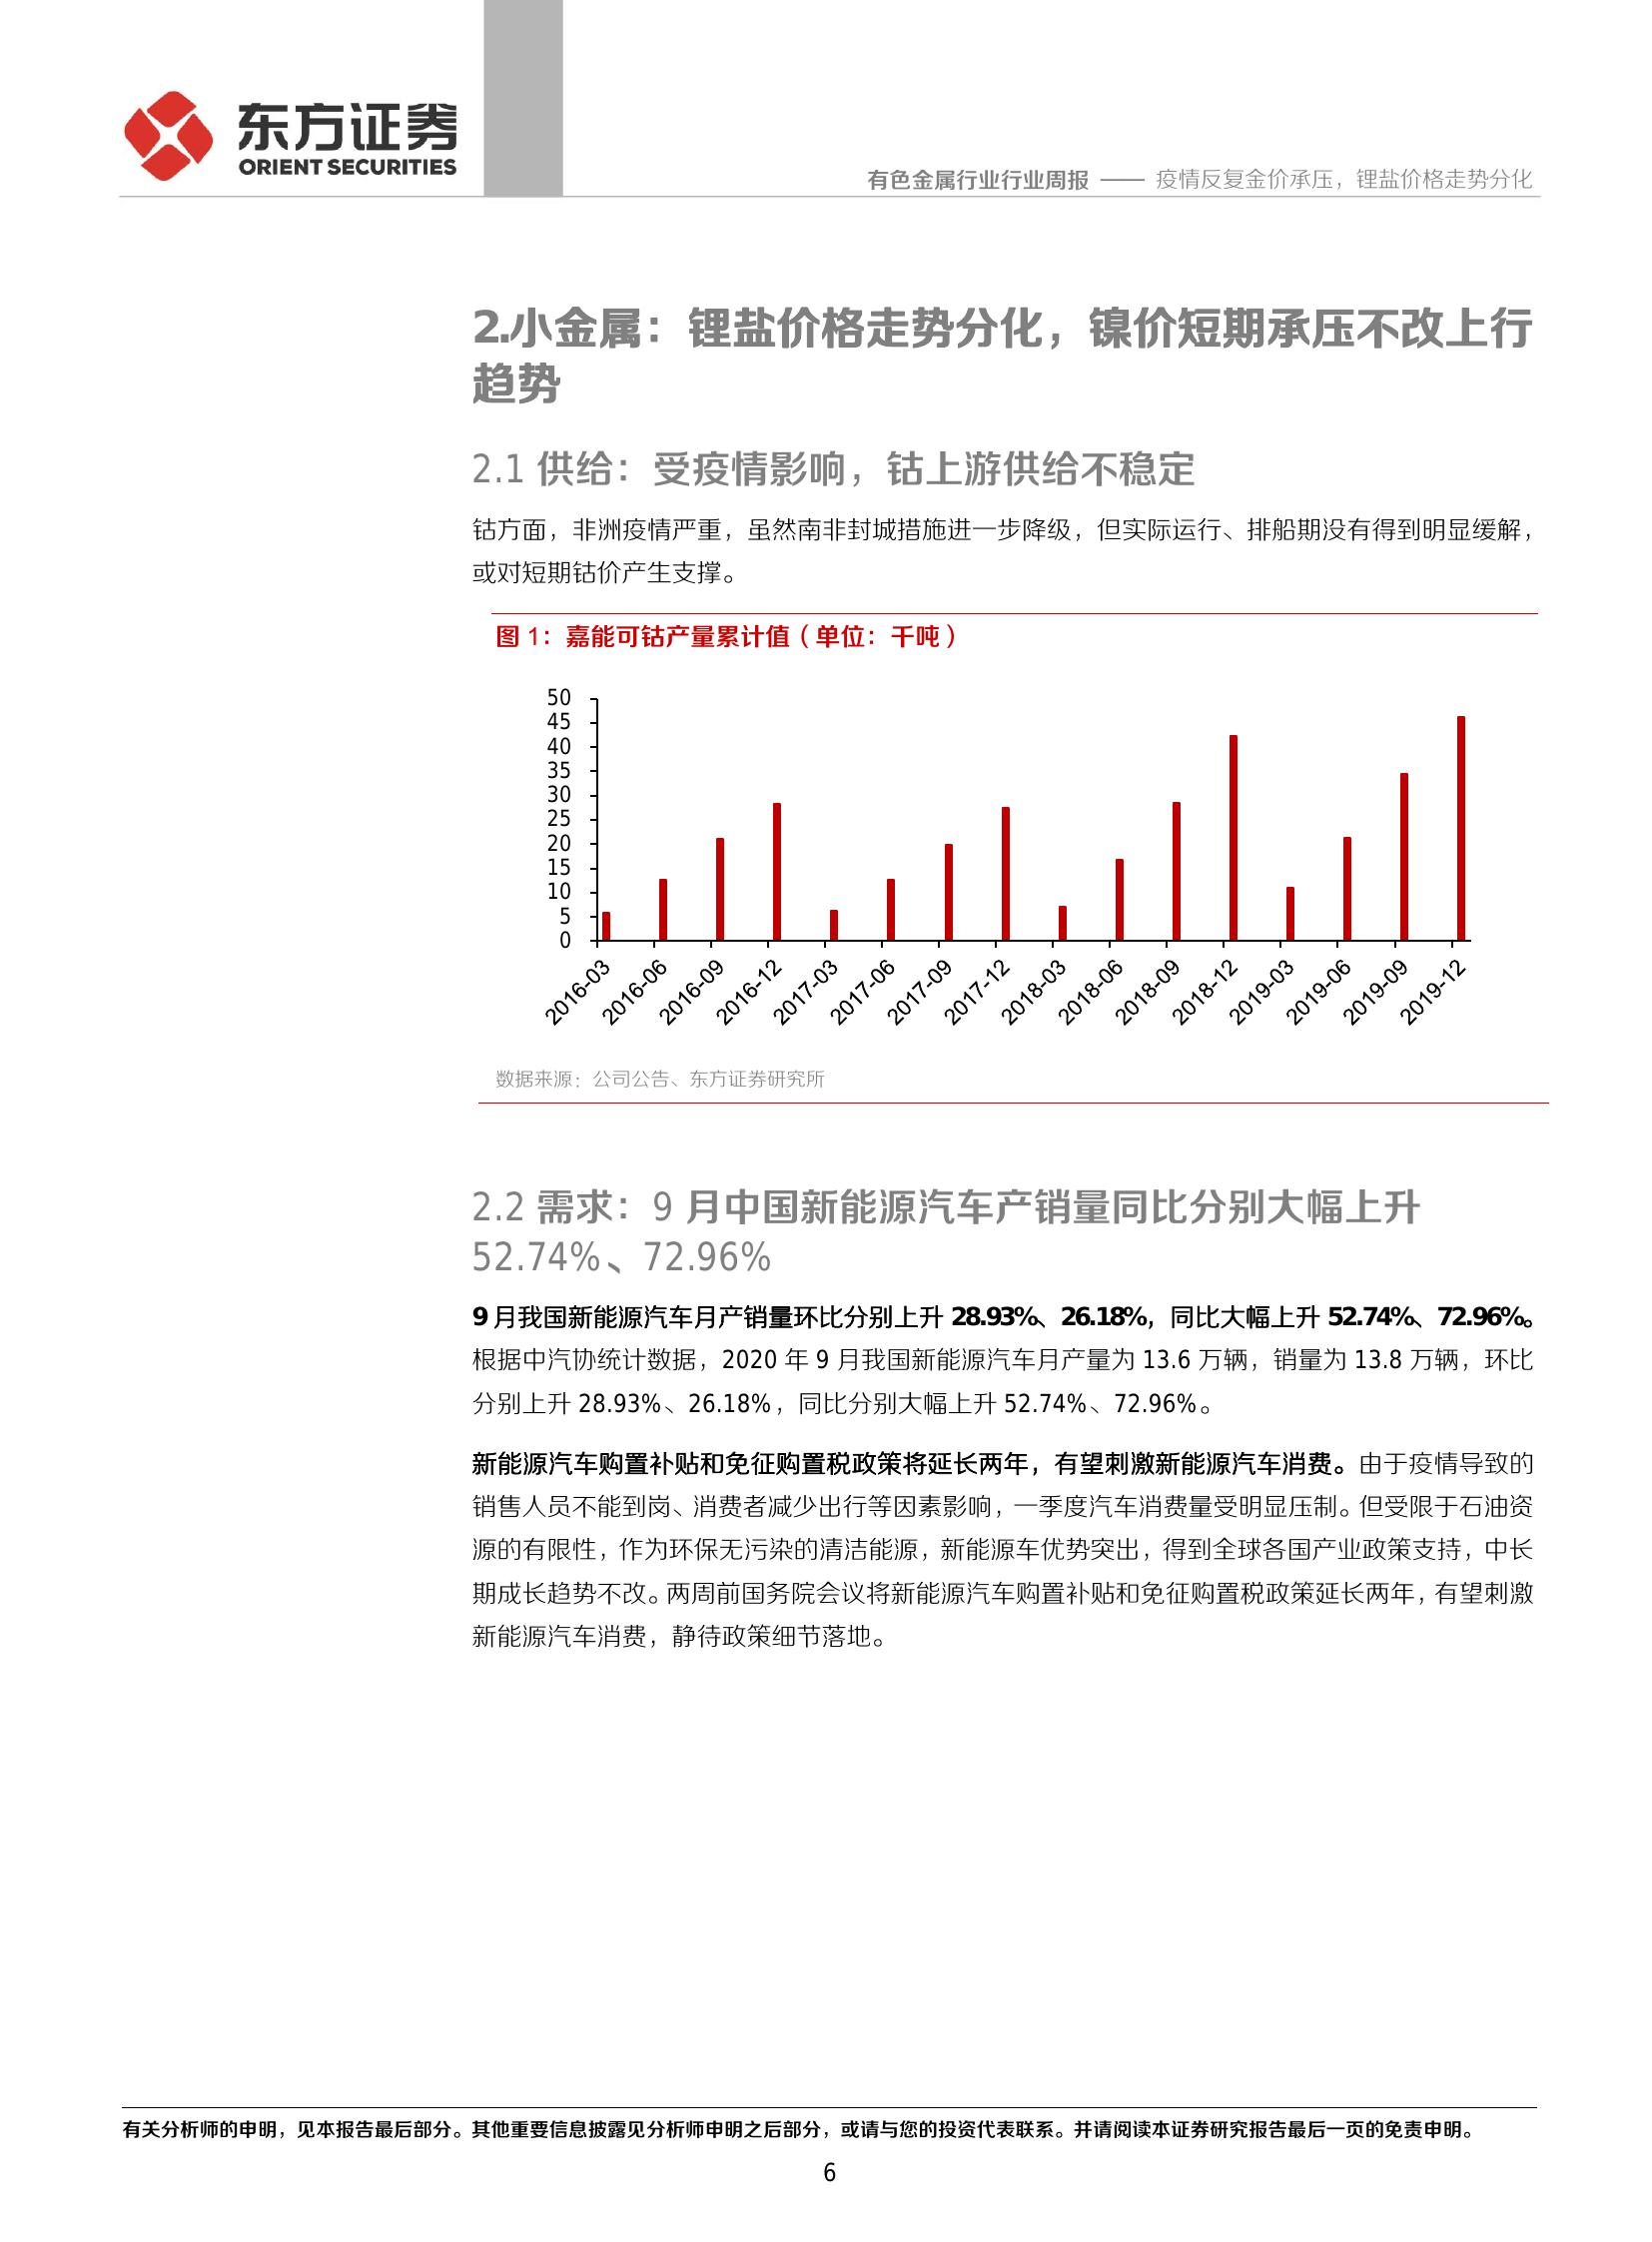 东方证券
ORIENT SECURITIES
有色金属行业行业周报 —— 疫情反复金价承压，锂盐价格走势分化
2.小金属：锂盐价格走势分化，镍价短期承压不改上行
趋势
2.1 供给：受疫情影响，钴上游供给不稳定
钴方面，非洲疫情严重，虽然南非封城措施进一步降级，但实际运行、排船期没有得到明显缓解，
或对短期钴价产生支撑。
图 1：嘉能可钴产量累计值（单位：千吨）
50
45
40
35
30
25
20
15
10
5
0
2016-03
2016-06
2016-09
2016-12
2017-03
2017-06
2017-09
2017-12
2018-03
2018-06
2018-09
2018-12
2019-03
2019-06
2019-09
2019-12
数据来源：公司公告、东方证券研究所
2.2 需求：9 月中国新能源汽车产销量同比分别大幅上升
52.74%、72.96%
9 月我国新能源汽车月产销量环比分别上升 28.93%、26.18%，同比大幅上升 52.74%、72.96%。
根据中汽协统计数据，2020 年 9 月我国新能源汽车月产量为 13.6 万辆，销量为 13.8 万辆，环比
分别上升 28.93%、26.18%，同比分别大幅上升 52.74%、72.96%。
新能源汽车购置补贴和免征购置税政策将延长两年，有望刺激新能源汽车消费。由于疫情导致的
销售人员不能到岗、消费者减少出行等因素影响，一季度汽车消费量受明显压制。但受限于石油资
源的有限性，作为环保无污染的清洁能源，新能源车优势突出，得到全球各国产业政策支持，中长
期成长趋势不改。两周前国务院会议将新能源汽车购置补贴和免征购置税政策延长两年，有望刺激
新能源汽车消费，静待政策细节落地。
有关分析师的申明，见本报告最后部分。其他重要信息披露见分析师申明之后部分，或请与您的投资代表联系。并请阅读本证券研究报告最后一页的免责申明。
6